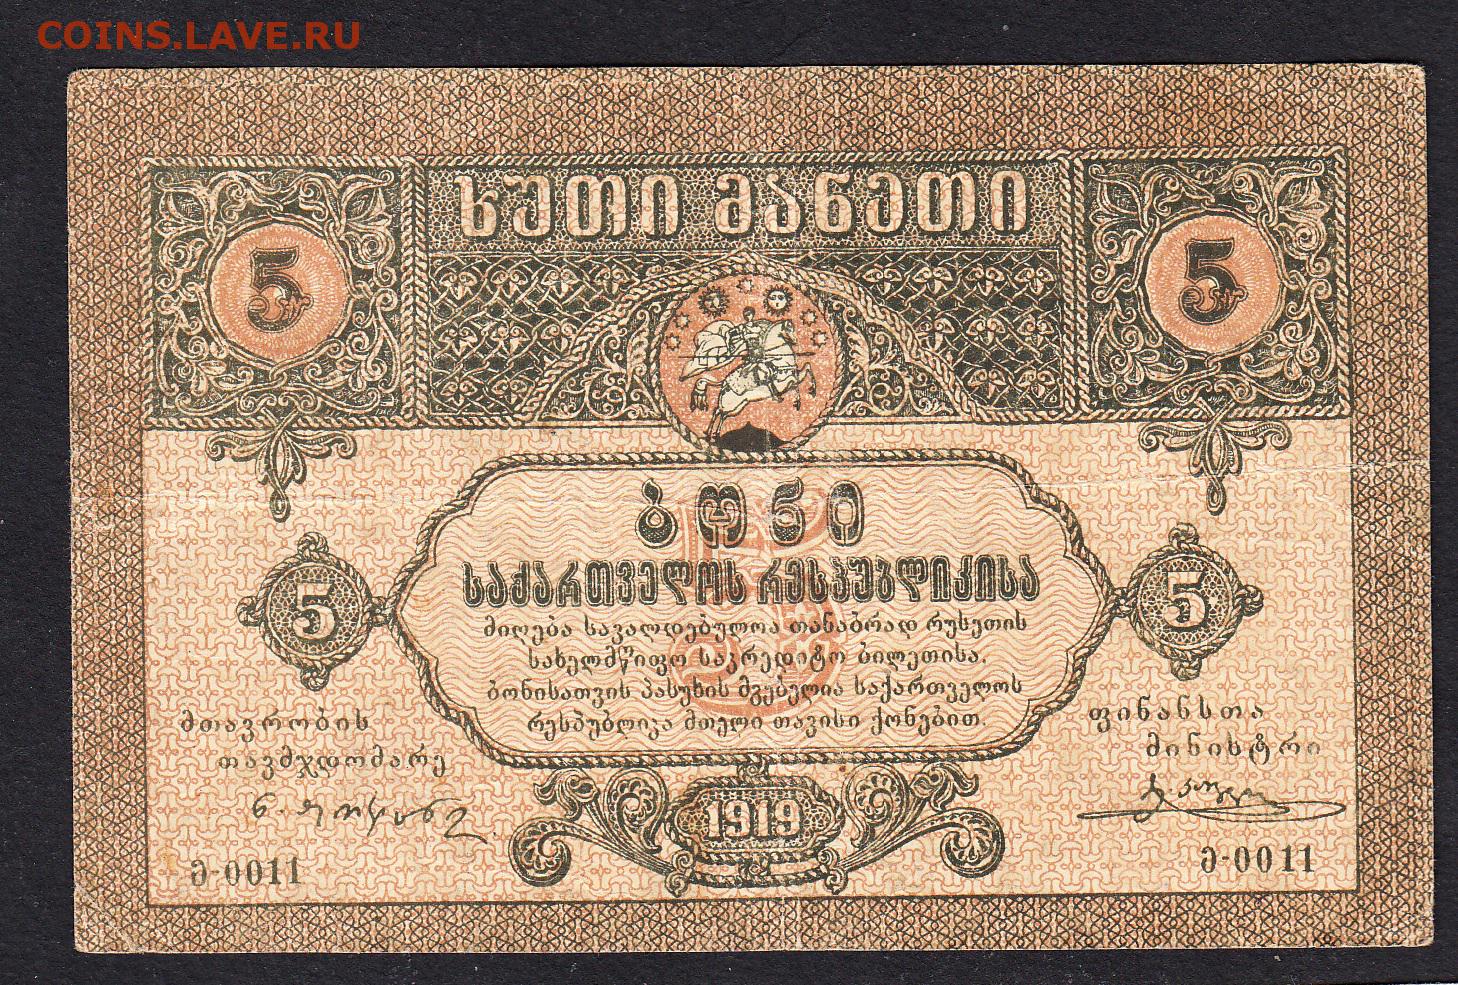 COINS.LAVE.RU
ხუთი მანეთი
5 5
ბონი
საქართველოს რესპუბლიკისა
მიღება სავალდებულოა თანაბრად რუსეთის
სახელმწიფო საკრედიტო ბილეთისა.
ბონისათვის პასუხის მგებელია საქართველოს
რესპუბლიკა მთელი თავისი ქონებით.
5 5
მთავრობის
თავმჯდომარე
ფინანსთა
მინისტრი
ნ. ჟორდანია
1919
ე-0011 ე-0011